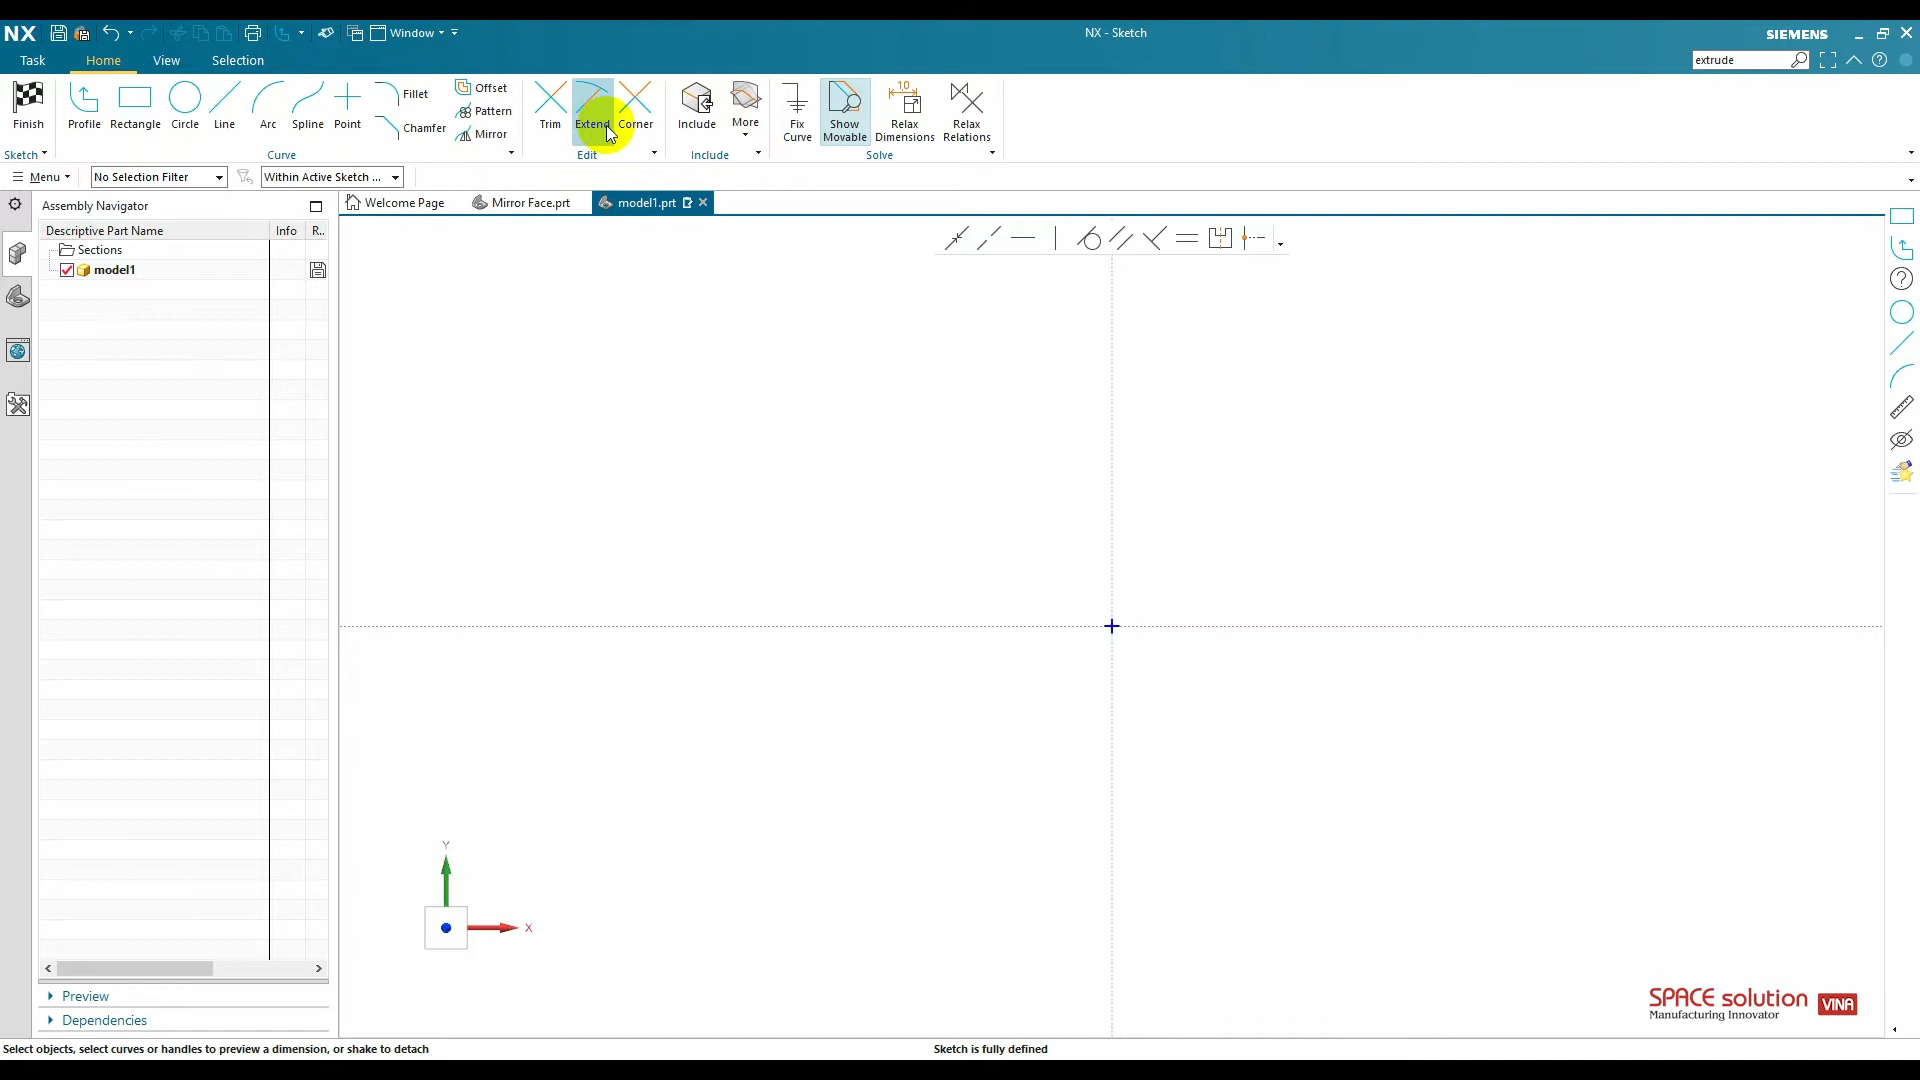 NX
Window
NX - Sketch
SIEMENS
Task
Home
View
Selection
extrude
Finish
Profile
Rectangle
Circle
Line
Arc
Spline
Point
Fillet
Chamfer
Offset
Pattern
Mirror
Trim
Extend
Corner
Include
More
Fix
Curve
Show
Movable
1,0
Relax
Dimensions
Relax
Relations
Sketch
Curve
Edit
Include
Solve
Menu
No Selection Filter
Within Active Sketch ...
Assembly Navigator
Welcome Page
Mirror Face.prt
model1.prt
Descriptive Part Name
Info
R..
Sections
model1
Y
X
Preview
Dependencies
SPACE solution VINA
Manufacturing Innovator
Select objects, select curves or handles to preview a dimension, or shake to detach
Sketch is fully defined